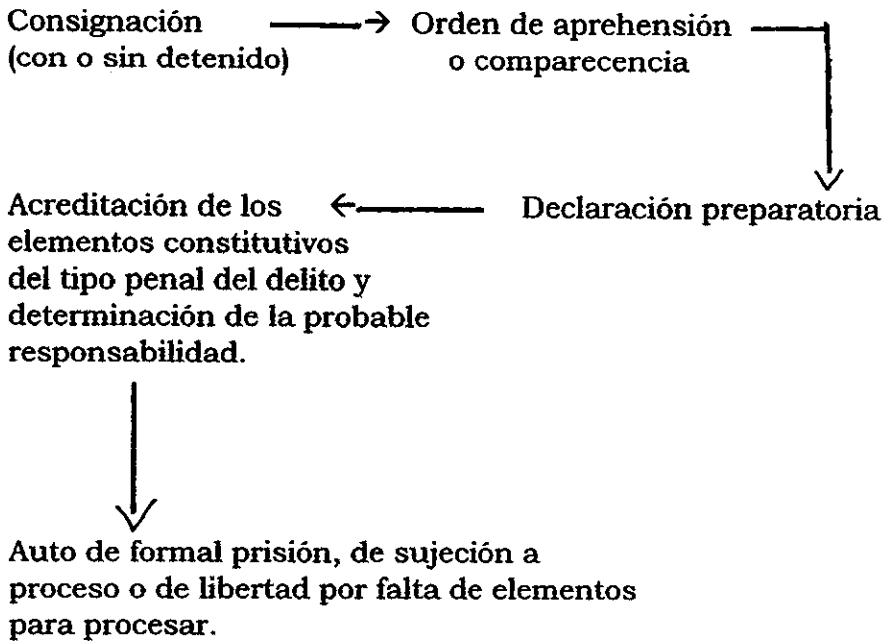 Consignación → Orden de aprehensión
(con o sin detenido) o comparecencia
Declaración preparatoria
Acreditación de los
elementos constitutivos
del tipo penal del delito y
determinación de la probable
responsabilidad.
Auto de formal prisión, de sujeción a
proceso o de libertad por falta de elementos
para procesar.